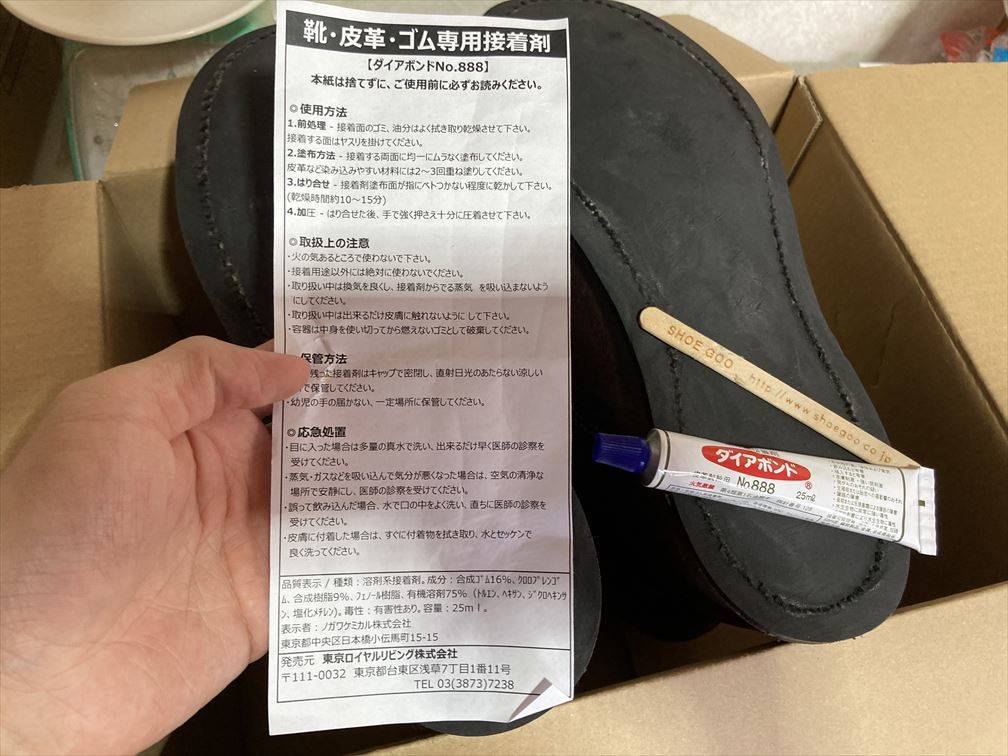 靴・皮革・ゴム専用接着剤
【ダイアボンドNo.888】
本紙は捨てずに、ご使用前に必ずお読みください。
◎使用方法
1.前処理 - 接着面のゴミ、油分はよく拭き取り乾燥させて下さい。
接着する面はヤスリを掛けてください。
2.塗布方法 - 接着する両面に均一にムラなく塗布してください。
皮革など染み込みやすい材料には2～3回重ね塗りしてください。
3.はり合せ - 接着剤塗布面が指にベトつかない程度に乾かして下さい。
(乾燥時間約10～15分)
4.加圧 - はり合せた後、手で強く押さえ十分に圧着させて下さい。
◎取扱上の注意
・火の気あるところで使わないで下さい。
・接着用途以外には絶対に使わないでください。
・取り扱い中は換気を良くし、接着剤からでる蒸気 を吸い込まないよう
にしてください。
・取り扱い中は出来るだけ皮膚に触れないように して下さい。
・容器は中身を使い切ってから燃えないゴミとして破棄してください。
保管方法
残った接着剤はキャップで密閉し、直射日光のあたらない涼しい
で保管してください。
・幼児の手の届かない、一定場所に保管してください。
◎応急処置
・目に入った場合は多量の真水で洗い、出来るだけ早く医師の診察を
受けてください。
・蒸気・ガスなどを吸い込んで気分が悪くなった場合は、空気の清浄な
場所で安静にし、医師の診察を受けてください。
・誤って飲み込んだ場合、水で口の中をよく洗い、直ちに医師の診察を
受けてください。
・皮膚に付着した場合は、すぐに付着物を拭き取り、水とセッケンで
良く洗ってください。
品質表示 / 種類：溶剤系接着剤。成分：合成ｺﾞﾑ16%、ｸﾛﾛﾌﾟﾚﾝｺﾞ
ﾑ、合成樹脂9%、ﾌｪﾉｰﾙ樹脂、有機溶剤75% (ﾄﾙｴﾝ、ﾍｷｻﾝ、ｼﾞｸﾛﾍｷｻ
ﾝ、塩化ﾒﾁﾚﾝ)。毒性：有害性あり。容量：25ｍｌ。
表示者：ノガワケミカル株式会社
東京都中央区日本橋小伝馬町15-15
発売元 東京ロイヤルリビング株式会社
〒111-0032 東京都台東区浅草7丁目1番11号
TEL 03(3873)7238
SHOE GOO http://www.shoegoo.co.jp
ダイアボンド®
No.888
25ml
火気厳禁